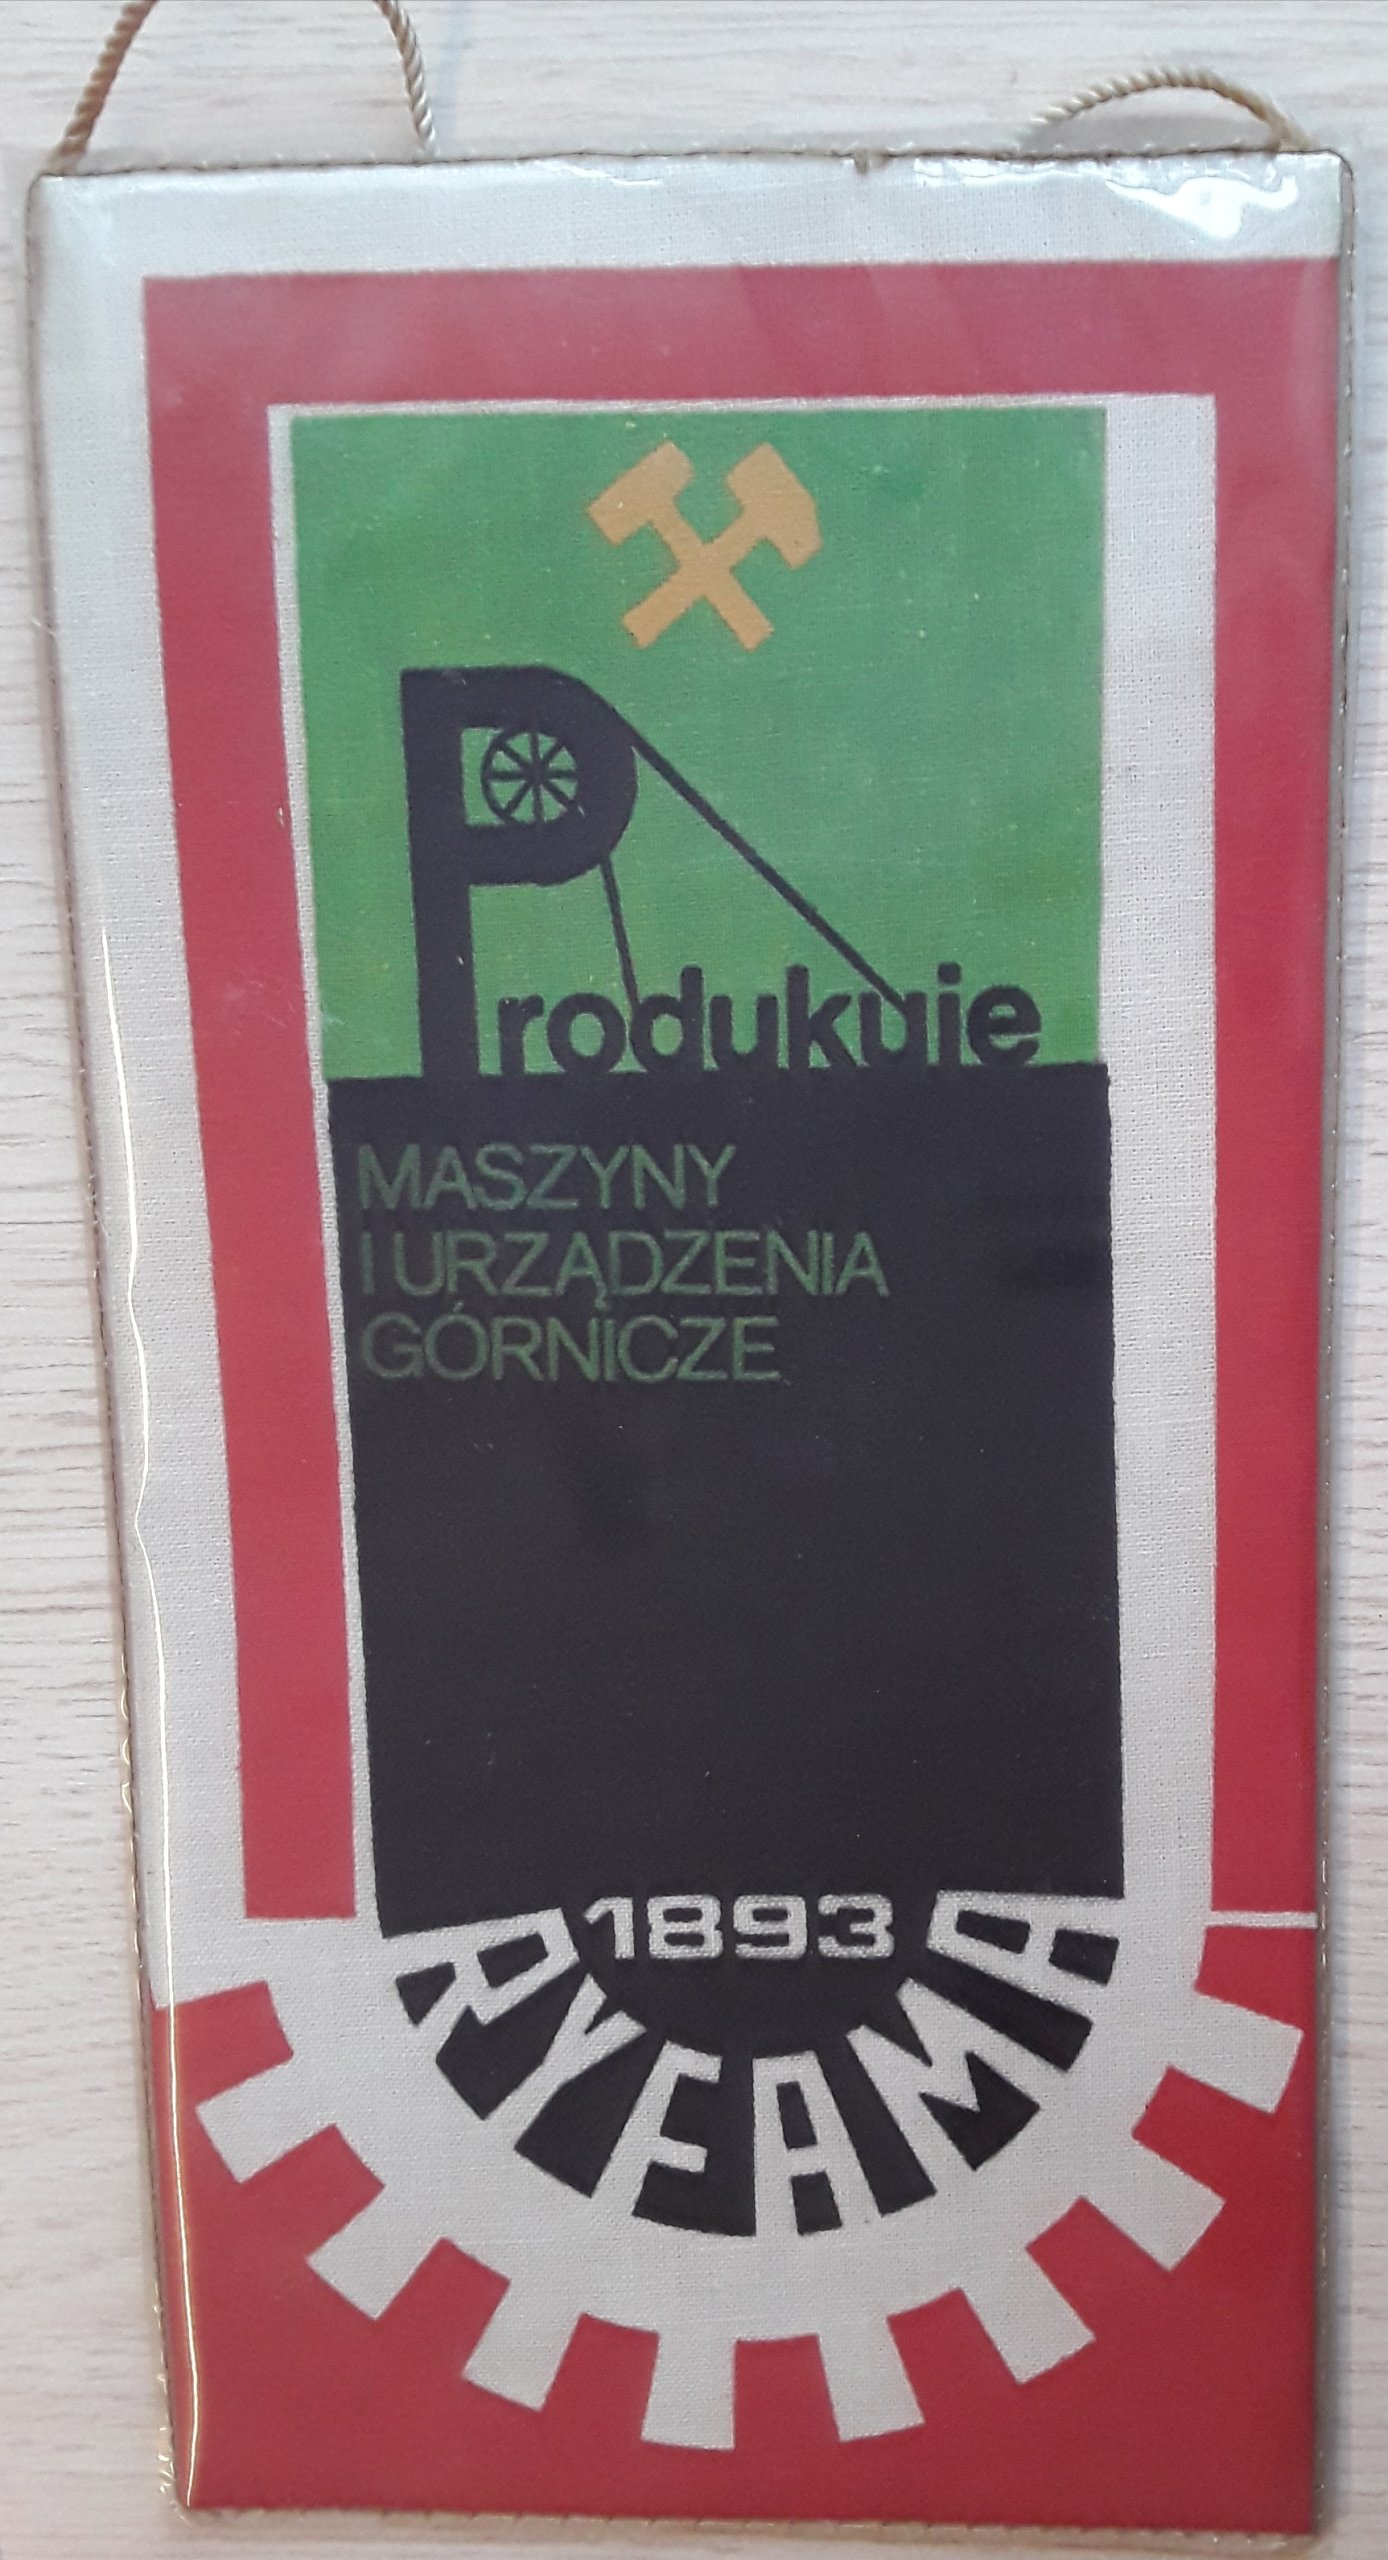 Produkuje
MASZYNY
I URZĄDZENIA
GÓRNICZE
1893
RYFAMA